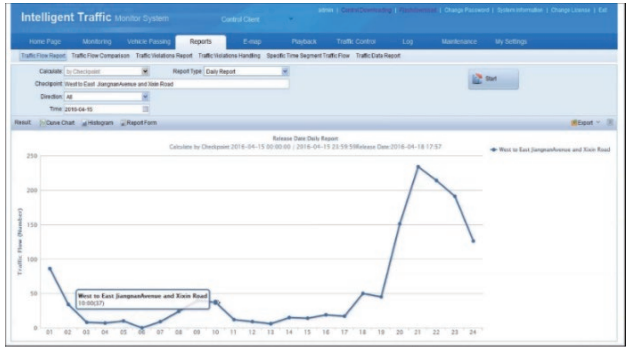 Intelligent Traffic Monitor System
Control Client
admin | | | Change Password | System Information | Change License | Exit
Home Page Monitoring Vehicle Passing Reports E-map Playback Traffic Control Log Maintenance My Settings
Traffic Flow Report Traffic Flow Comparison Traffic Violations Report Traffic Violations Handling Specific Time Segment Traffic Flow Traffic Data Report
Calculate by Checkpoint Report Type Daily Report
Checkpoint West to East JiangnanAvenue and Xixin Road
Start
Direction All
Time 2016-04-15
Result: Curve Chart Histogram Report Form Export
Release Date:Daily Report
Calculate by Checkpoint:2016-04-15 00:00:00 / 2016-04-15 23:59:59Release Date:2016-04-18 17:57
West to East JiangnanAvenue and Xixin Road
250
200
150
100
50
0
Traffic Flow (Number)
West to East JiangnanAvenue and Xixin Road
10:00(37)
01 02 03 04 05 06 07 08 09 10 11 12 13 14 15 16 17 18 19 20 21 22 23 24